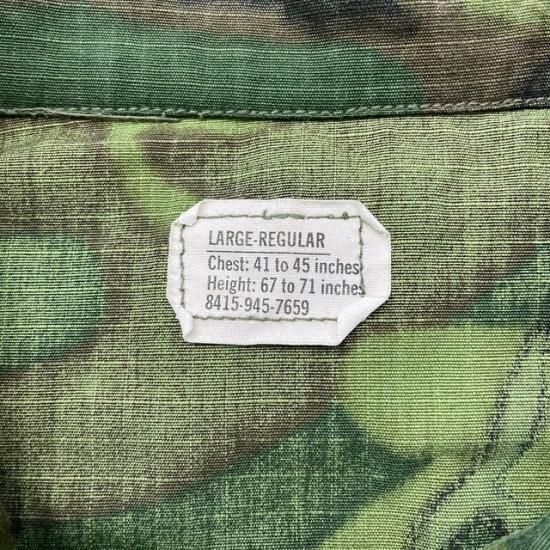 LARGE-REGULAR
Chest: 41 to 45 inches
Height: 67 to 71 inches
8415-945-7659